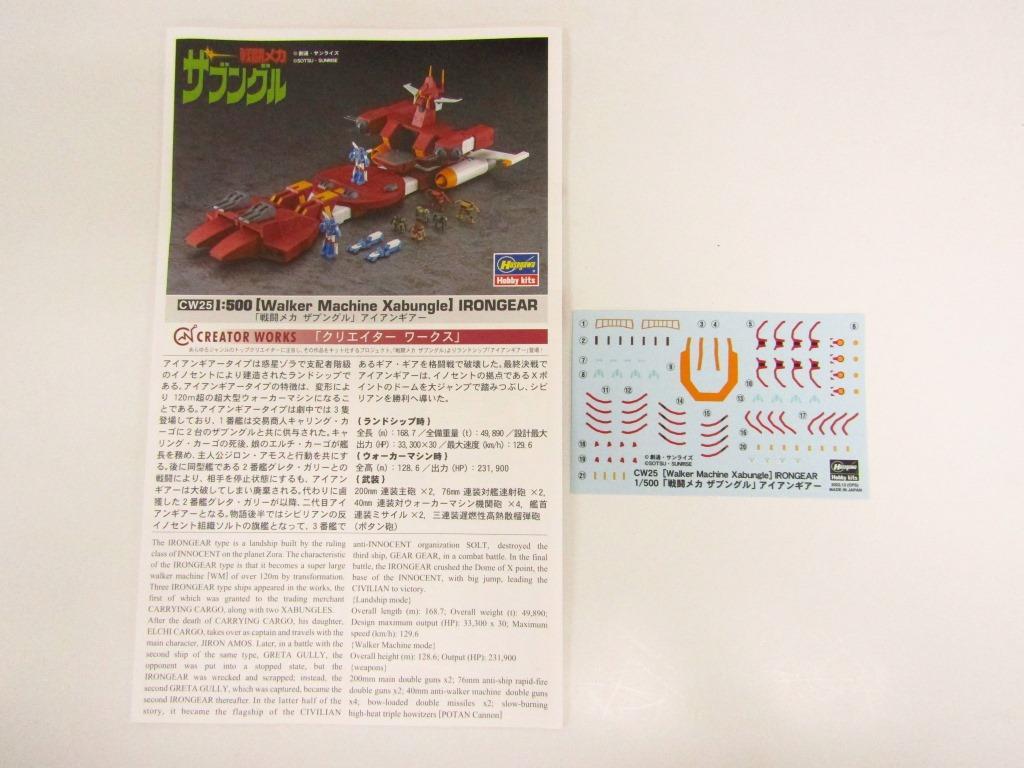 戦闘メカ
ザブングル
©創通・サンライズ
©SOTSU・SUNRISE
Hasegawa
Hobby kits
CW25 1:500 [Walker Machine Xabungle] IRONGEAR
「戦闘メカ ザブングル」アイアンギアー
CREATOR WORKS 「クリエイター ワークス」
アイアンギアータイプは惑星ゾラで支配者階級
のイノセントにより建造されたランドシップで
ある。アイアンギアータイプの特徴は、変形によ
り 120m超の超大型ウォーカーマシンになる
ことである。アイアンギアータイプは劇中では3隻
登場しており、1番艦は交易商人キャリング・カ
ーゴに2台のザブングルと共に供与された。キャ
リング・カーゴの死後、娘のエルチ・カーゴが艦
長を務め、主人公ジロン・アモスと行動を共にす
る。後に同型艦である2番艦グレタ・ガリーとの
戦闘により、相手を停止状態にするも、アイアン
ギアーは大破してしまい廃棄される。代わりに鹵
獲した2番艦グレタ・ガリーが以降、二代目アイ
アンギアーとなる。物語後半ではシビリアンの反
イノセント組織ソルトの旗艦となって、3番艦で
あるギア・ギアを格闘戦で破壊した。最終決戦で
アイアンギアーは、イノセントの拠点であるXポ
イントのドームを大ジャンプで踏みつぶし、シビ
リアンを勝利へ導いた。
(ランドシップ時)
全長 (m):168.7/全備重量 (t):49,890/設計最大
出力 (HP):33,300×30/最大速度 (km/h):129.6
(ウォーカーマシン時)
全高 (m):128.6/出力 (HP):231,900
(武装)
200mm 連装主砲 ×2, 76mm 連装対艦速射砲 ×2,
40mm 連装対ウォーカーマシン機関砲 ×4, 艦首
連装ミサイル ×2, 三連装遅燃性高熱散榴弾砲
(ポタン砲)
The IRONGEAR type is a landship built by the ruling
class of INNOCENT on the planet Zora. The characteristic
of the IRONGEAR type is that it becomes a super large
walker machine [WM] of over 120m by transformation.
Three IRONGEAR type ships appeared in the works, the
first of which was granted to the trading merchant
CARRYING CARGO, along with two XABUNGLES.
After the death of CARRYING CARGO, his daughter,
ELCHI CARGO, takes over as captain and travels with the
main character, JIRON AMOS. Later, in a battle with the
second ship of the same type, GRETA GULLY, the
opponent was put into a stopped state, but the
IRONGEAR was wrecked and scrapped; instead, the
second GRETA GULLY, which was captured, became the
second IRONGEAR thereafter. In the latter half of the
story, it became the flagship of the CIVILIAN
anti-INNOCENT organization SOLT, destroyed the
third ship, GEAR GEAR, in a combat battle. In the final
battle, the IRONGEAR crushed the Dome of X point, the
base of the INNOCENT, with big jump, leading the
CIVILIAN to victory.
{Landship mode}
Overall length (m): 168.7; Overall weight (t): 49,890;
Design maximum output (HP): 33,300 x 30; Maximum
speed (km/h): 129.6
{Walker Machine mode}
Overall height (m): 128.6; Output (HP): 231,900
{weapons}
200mm main double guns x2; 76mm anti-ship rapid-fire
double guns x2; 40mm anti-walker machine double guns
x4; bow-loaded double missiles x2; slow-burning
high-heat triple howitzers [POTAN Cannon]
1
3 4
5
6
2
7
8
9
10
11 12
13
14
15
16
17
18
19
20
21
©創通・サンライズ
©SOTSU・SUNRISE
CW25 [Walker Machine Xabungle] IRONGEAR
1/500 「戦闘メカ ザブングル」アイアンギアー
Hasegawa
Hobby kits
MADE IN JAPAN